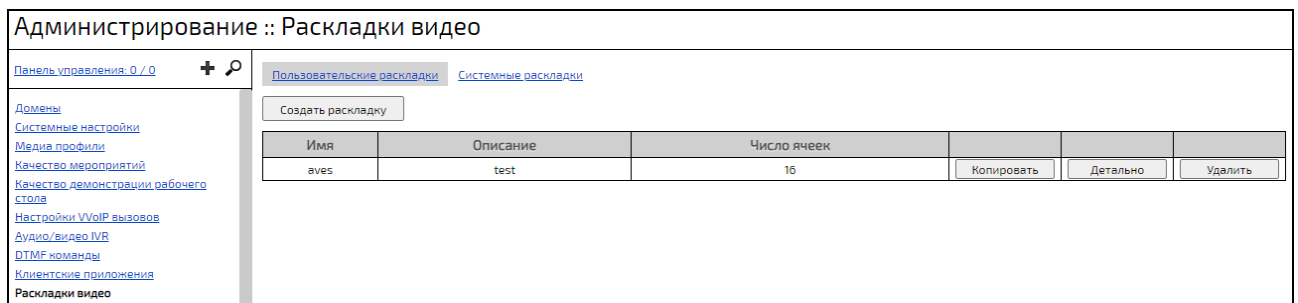 Администрирование :: Раскладки видео
Панель управления: 0 / 0
Пользовательские раскладки Системные раскладки
Создать раскладку
Имя Описание Число ячеек
aves test 16 Копировать Детально Удалить
Домены
Системные настройки
Медиа профили
Качество мероприятий
Качество демонстрации рабочего
стола
Настройки VVoIP вызовов
Аудио/видео IVR
DTMF команды
Клиентские приложения
Раскладки видео